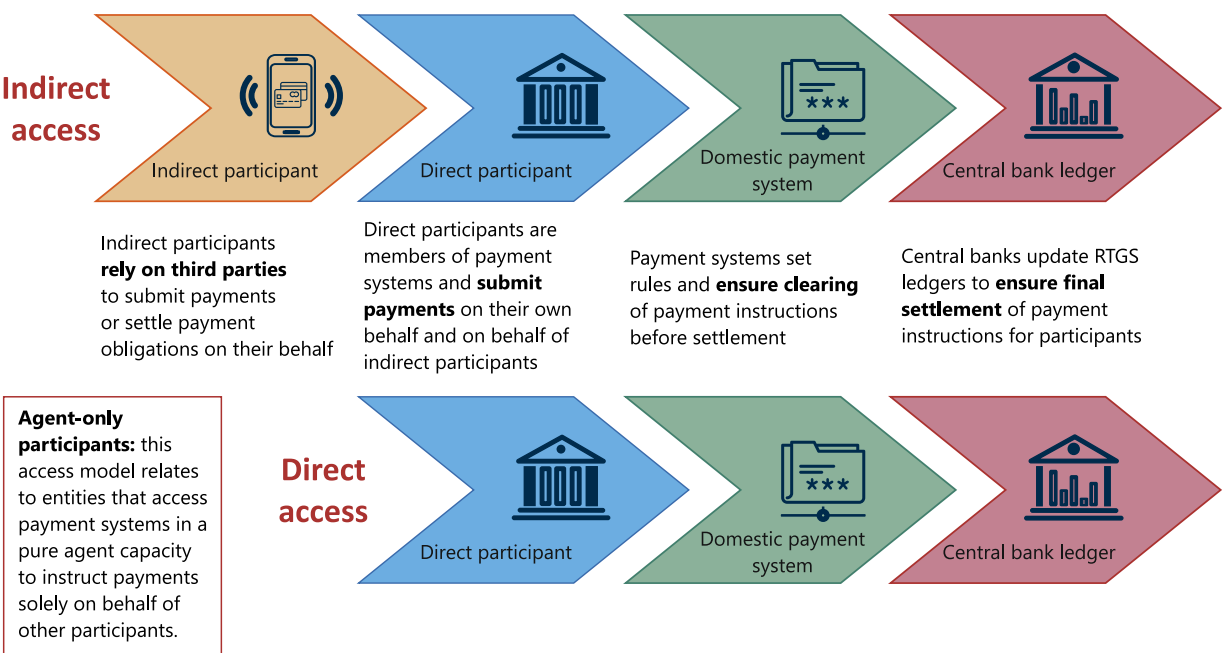 Indirect
access
Indirect participant
Direct participant
Domestic payment
system
***
Central bank ledger
Indirect participants
rely on third parties
to submit payments
or settle payment
obligations on their behalf
Direct participants are
members of payment
systems and submit
payments on their own
behalf and on behalf of
indirect participants
Payment systems set
rules and ensure clearing
of payment instructions
before settlement
Central banks update RTGS
ledgers to ensure final
settlement of payment
instructions for participants
Agent-only
participants: this
access model relates
to entities that access
payment systems in a
pure agent capacity
to instruct payments
solely on behalf of
other participants.
Direct
access
Direct participant
***
Domestic payment
system
Central bank ledger